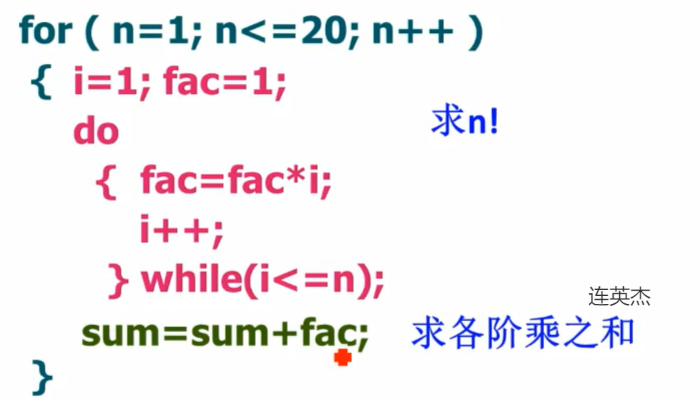 for ( n=1; n<=20; n++ )
{ i=1; fac=1;
do
求n!
{ fac=fac*i;
i++;
} while(i<=n);
连英杰
sum=sum+fac; 求各阶乘之和
}